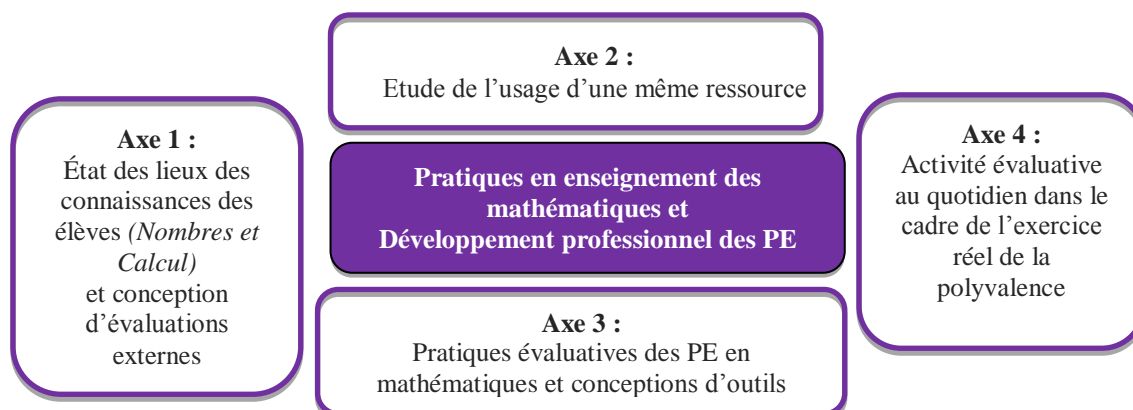 Axe 1 :
État des lieux des
connaissances des
élèves (Nombres et
Calcul)
et conception
d’évaluations
externes
Axe 2 :
Etude de l’usage d’une même ressource
Pratiques en enseignement des
mathématiques et
Développement professionnel des PE
Axe 3 :
Pratiques évaluatives des PE en
mathématiques et conceptions d’outils
Axe 4 :
Activité évaluative
au quotidien dans le
cadre de l’exercice
réel de la
polyvalence